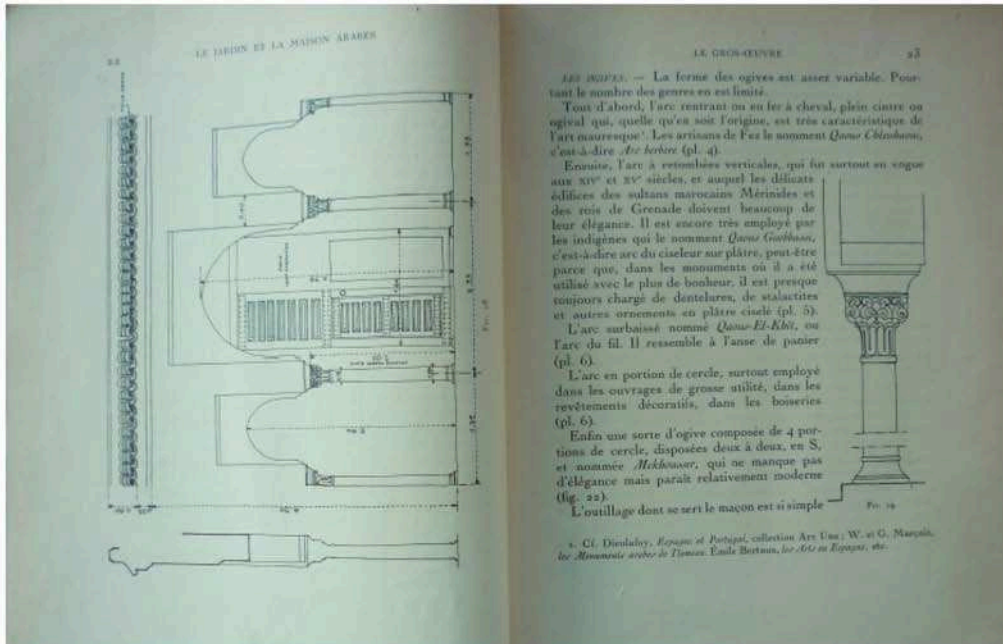 22
LE JARDIN ET LA MAISON ARABES
LE GROS-ŒUVRE
23
LES OGIVES. — La forme des ogives est assez variable. Pour-
tant le nombre des genres en est limité.
Tout d'abord, l'arc rentrant ou en fer à cheval, plein cintre ou
ogival qui, quelle qu'en soit l'origine, est très caractéristique de
l'art mauresque¹. Les artisans de Fez le nomment Qaous
c'est-à-dire Arc berbère (pl. 4).
Ensuite, l'arc à retombées verticales, qui fut surtout en vogue
aux XIVᵉ et XVᵉ siècles, et auquel les délicats
édifices des sultans marocains Mérinides et
des rois de Grenade doivent beaucoup de
leur élégance. Il est encore très employé par
les indigènes qui le nomment Qaous
c'est-à-dire arc du ciseleur sur plâtre, peut-être
parce que, dans les monuments où il a été
utilisé avec le plus de bonheur, il est presque
toujours chargé de dentelures, de stalactites
et autres ornements en plâtre ciselé (pl. 5).
L'arc surbaissé nommé Qaous-El-Khit, ou
l'arc du fil. Il ressemble à l'anse de panier
(pl. 6).
L'arc en portion de cercle, surtout employé
dans les ouvrages de grosse utilité, dans les
revêtements décoratifs, dans les boiseries
(pl. 6).
Enfin une sorte d'ogive composée de 4 por-
tions de cercle, disposées deux à deux, en S,
et nommée Mekhoussar, qui ne manque pas
d'élégance mais paraît relativement moderne
(fig. 22).
L'outillage dont se sert le maçon est si simple
1. Cf. Dieulafoy, Espagne et Portugal, collection Ars Una; W. et G. Marçais,
les Monuments arabes de Tlemcen. Émile Bertaux, les Arts en Espagne, etc.